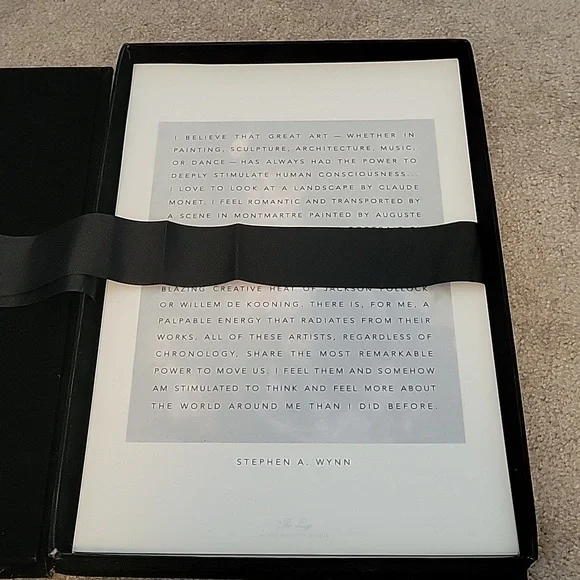 I BELIEVE THAT GREAT ART — WHETHER IN
PAINTING, SCULPTURE, ARCHITECTURE, MUSIC,
OR DANCE — HAS ALWAYS HAD THE POWER TO
DEEPLY STIMULATE HUMAN CONSCIOUSNESS...
I LOVE TO LOOK AT A LANDSCAPE BY CLAUDE
MONET. I FEEL ROMANTIC AND TRANSPORTED BY
A SCENE IN MONTMARTRE PAINTED BY AUGUSTE
BLAZING CREATIVE HEAT OF JACKSON POLLOCK
OR WILLEM DE KOONING. THERE IS, FOR ME, A
PALPABLE ENERGY THAT RADIATES FROM THEIR
WORKS. ALL OF THESE ARTISTS, REGARDLESS OF
CHRONOLOGY, SHARE THE MOST REMARKABLE
POWER TO MOVE US. I FEEL THEM AND SOMEHOW
AM STIMULATED TO THINK AND FEEL MORE ABOUT
THE WORLD AROUND ME THAN I DID BEFORE.
STEPHEN A. WYNN